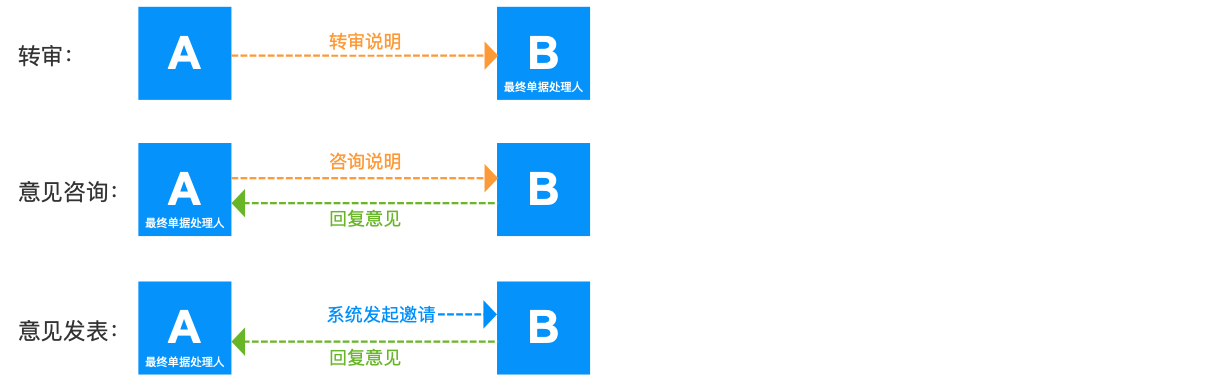 转审：
A
转审说明
B
最终单据处理人
意见咨询：
A
最终单据处理人
咨询说明
回复意见
B
意见发表：
A
最终单据处理人
系统发起邀请
回复意见
B